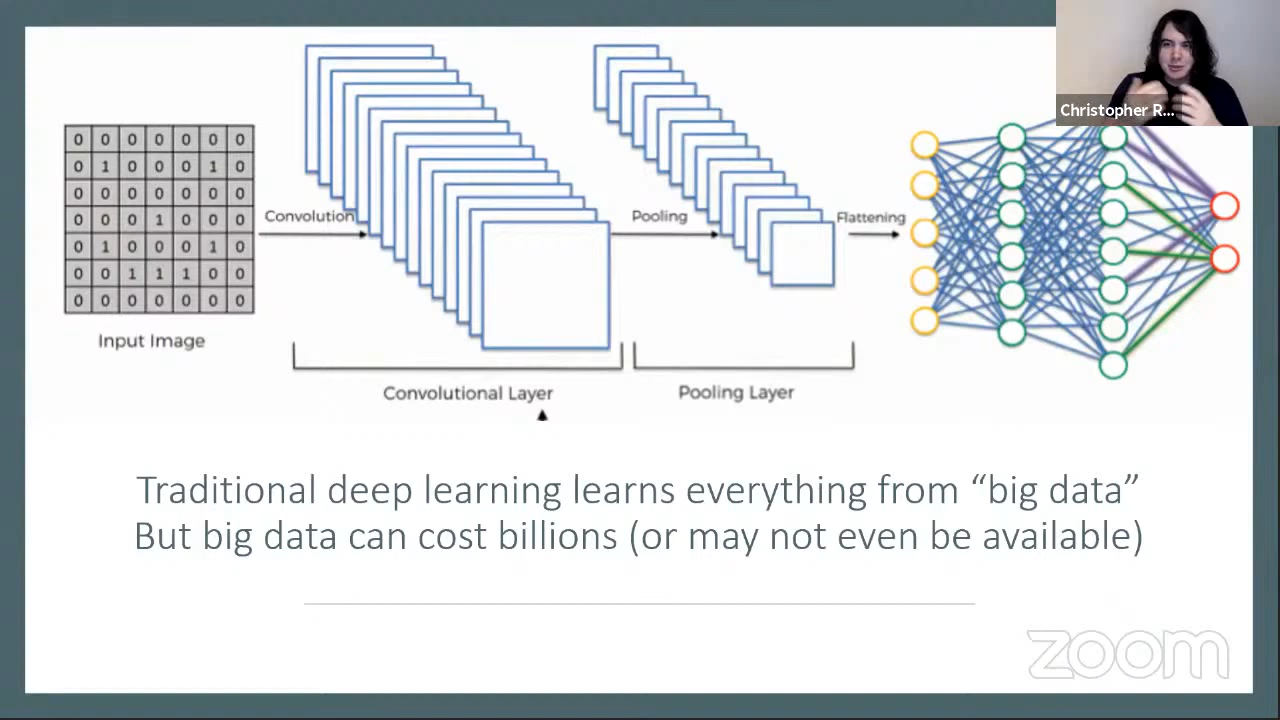 Christopher R...
0 0 0 0 0 0 0
0 1 0 0 0 1 0
0 0 0 0 0 0 0
0 0 0 1 0 0 0
0 1 0 0 0 1 0
0 0 1 1 1 0 0
0 0 0 0 0 0 0
Input Image
Convolution
Pooling
Flattening
Convolutional Layer
Pooling Layer
Traditional deep learning learns everything from “big data”
But big data can cost billions (or may not even be available)
zoom